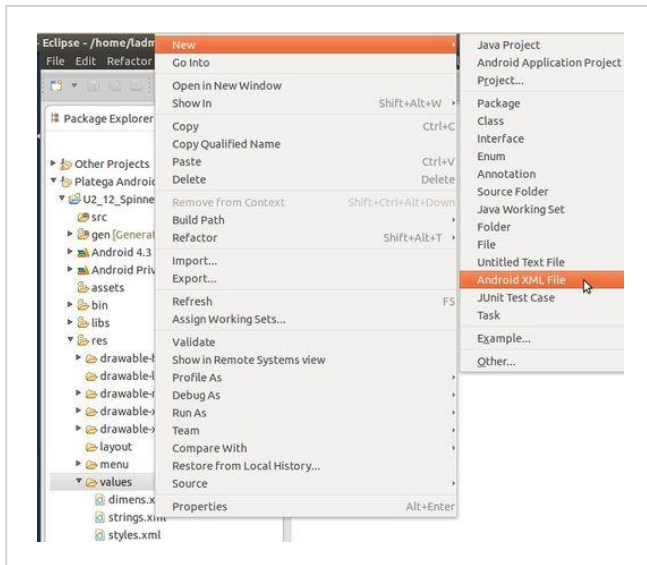 Eclipse - /home/ladm
File Edit Refactor
Package Explorer
Other Projects
Platega Android
U2_12_Spinne
src
gen [Generat
Android 4.3
Android Priv
assets
bin
libs
res
drawable-h
drawable-l
drawable-
drawable-x
drawable-x
layout
menu
values
dimens.x
strings.xml
styles.xml
New
Go Into
Open in New Window
Show In Shift+Alt+W
Copy Ctrl+C
Copy Qualified Name
Paste Ctrl+V
Delete Delete
Remove from Context Shift+Ctrl+Alt+Down
Build Path
Refactor Shift+Alt+T
Import...
Export...
Refresh F5
Assign Working Sets...
Validate
Show in Remote Systems view
Profile As
Debug As
Run As
Team
Compare With
Restore from Local History...
Source
Properties Alt+Enter
Java Project
Android Application Project
Project...
Package
Class
Interface
Enum
Annotation
Source Folder
Java Working Set
Folder
File
Untitled Text File
Android XML File
JUnit Test Case
Task
Example...
Other...